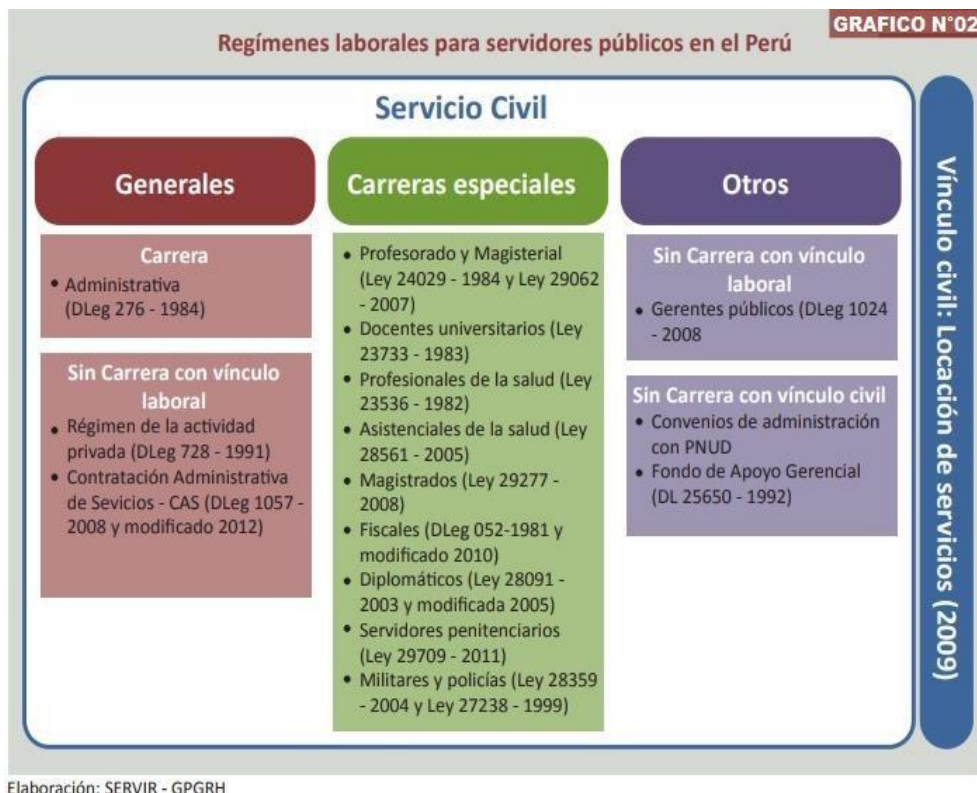 GRAFICO N°02
Regímenes laborales para servidores públicos en el Perú
Servicio Civil
Generales
Carrera
• Administrativa
(DLeg 276 - 1984)
Sin Carrera con vínculo
laboral
• Régimen de la actividad
privada (DLeg 728 - 1991)
• Contratación Administrativa
de Sevicios - CAS (DLeg 1057 -
2008 y modificado 2012)
Carreras especiales
• Profesorado y Magisterial
(Ley 24029 - 1984 y Ley 29062
- 2007)
• Docentes universitarios (Ley
23733 - 1983)
• Profesionales de la salud (Ley
23536 - 1982)
• Asistenciales de la salud (Ley
28561 - 2005)
• Magistrados (Ley 29277 -
2008)
• Fiscales (DLeg 052-1981 y
modificado 2010)
• Diplomáticos (Ley 28091 -
2003 y modificada 2005)
• Servidores penitenciarios
(Ley 29709 - 2011)
• Militares y policías (Ley 28359
- 2004 y Ley 27238 - 1999)
Otros
Sin Carrera con vínculo
laboral
• Gerentes públicos (DLeg 1024
- 2008
Sin Carrera con vínculo civil
• Convenios de administración
con PNUD
• Fondo de Apoyo Gerencial
(DL 25650 - 1992)
Vínculo civil: Locación de servicios (2009)
Elaboración: SERVIR - GPGRH